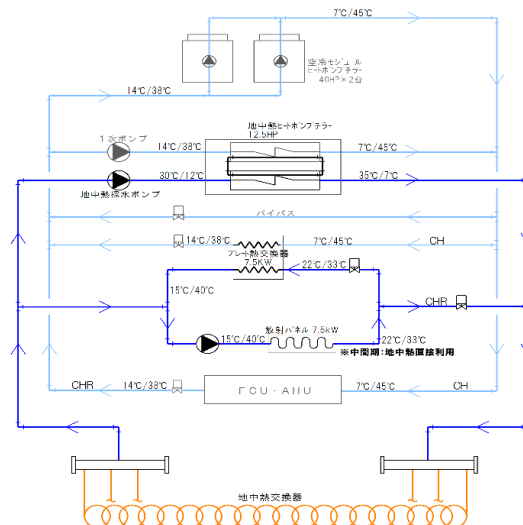 7℃/45℃
空冷モジュール
ヒートポンプチラー
40HP×2台
14℃/38℃
地中熱ヒートポンプチラー
12.5HP
1次ポンプ
14℃/38℃
7℃/45℃
30℃/12℃
35℃/7℃
地中熱採水ポンプ
バイパス
14℃/38℃
7℃/45℃
CH
プレート熱交換器
7.5KW
22℃/33℃
15℃/40℃
CHR
放射パネル 7.5kW
15℃/40℃
22℃/33℃
※中間期:地中熱直接利用
CHR
14℃/38℃
FCU・AHU
7℃/45℃
CH
地中熱交換器